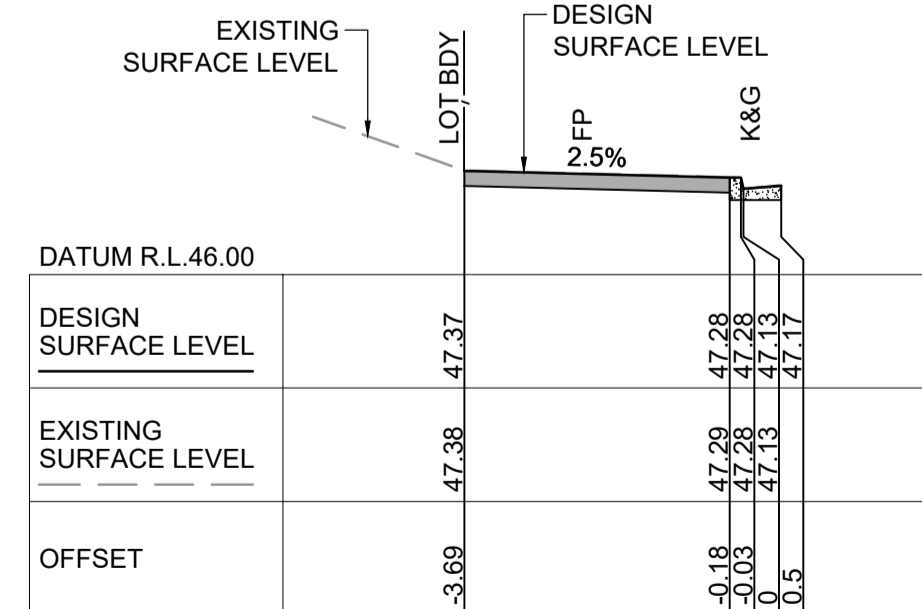 EXISTING
SURFACE LEVEL
DESIGN
SURFACE LEVEL
LOT BDY
FP
2.5%
K&G
DATUM R.L.46.00
DESIGN
SURFACE LEVEL
47.37
47.28
47.28
47.13
47.17
EXISTING
SURFACE LEVEL
47.38
47.29
47.28
47.13
OFFSET
-3.69
-0.18
-0.03
0
0.5